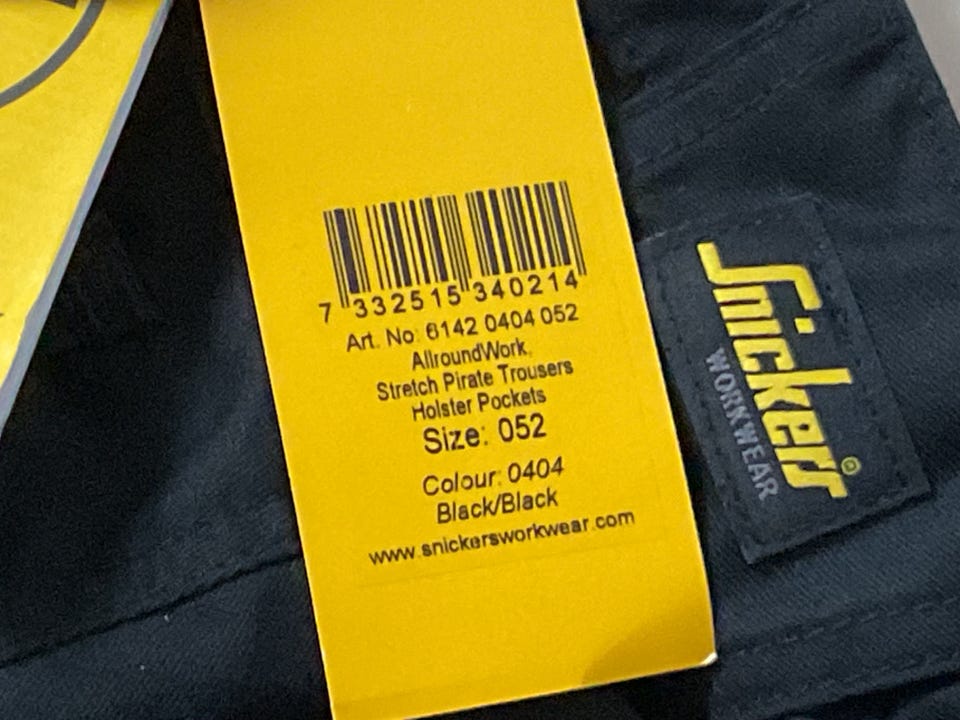 7 332515 340214
Art. No: 6142 0404 052
AllroundWork,
Stretch Pirate Trousers
Holster Pockets
Size: 052
Colour: 0404
Black/Black
www.snickersworkwear.com
Snickers®
WORKWEAR